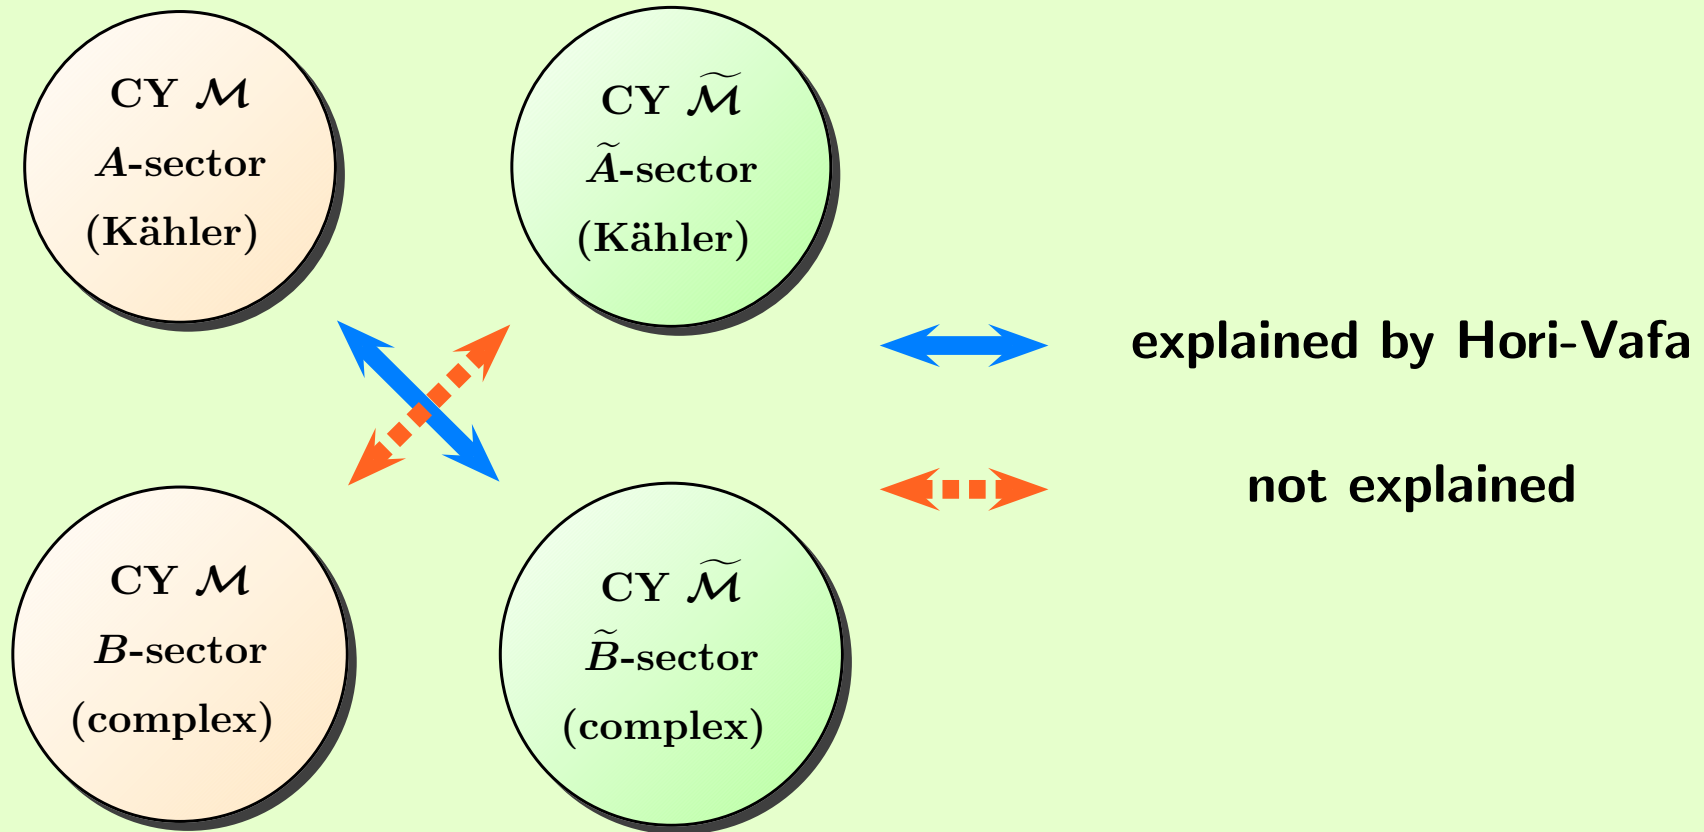 CY ℳ
A-sector
(Kähler)
CY ℳ̃
Ã-sector
(Kähler)
explained by Hori-Vafa
not explained
CY ℳ
B-sector
(complex)
CY ℳ̃
B̃-sector
(complex)